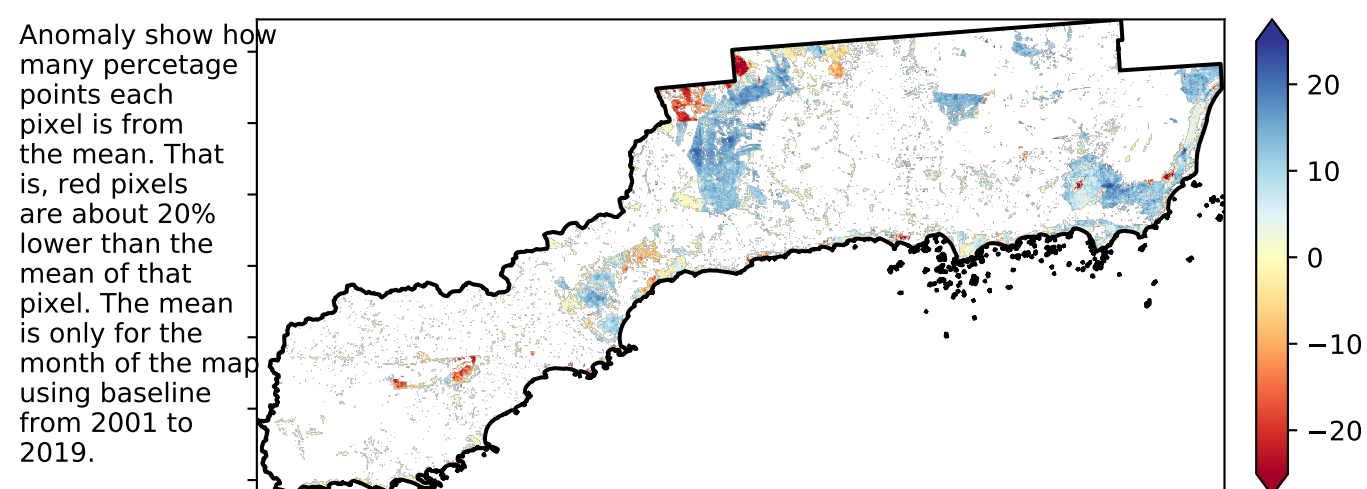 Anomaly show how
many percetage
points each
pixel is from
the mean. That
is, red pixels
are about 20%
lower than the
mean of that
pixel. The mean
is only for the
month of the map
using baseline
from 2001 to
2019.
20
10
0
−10
−20